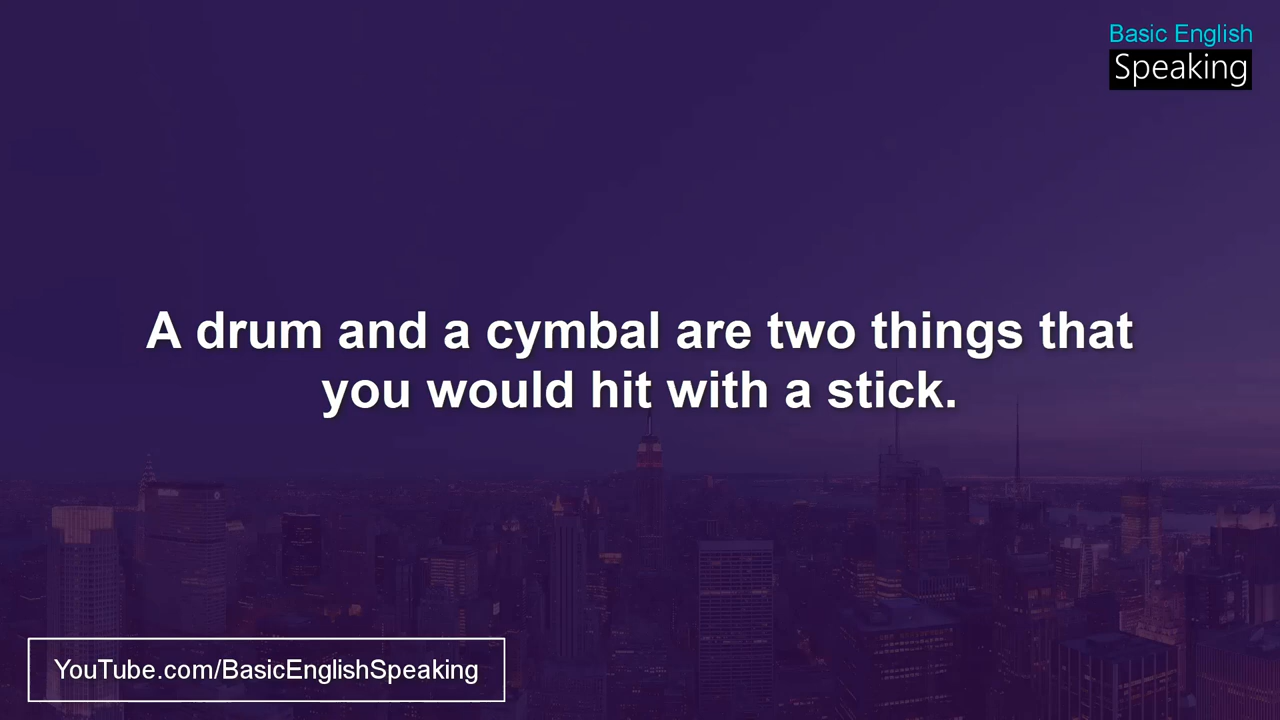 Basic English
Speaking
A drum and a cymbal are two things that
you would hit with a stick.
YouTube.com/BasicEnglishSpeaking